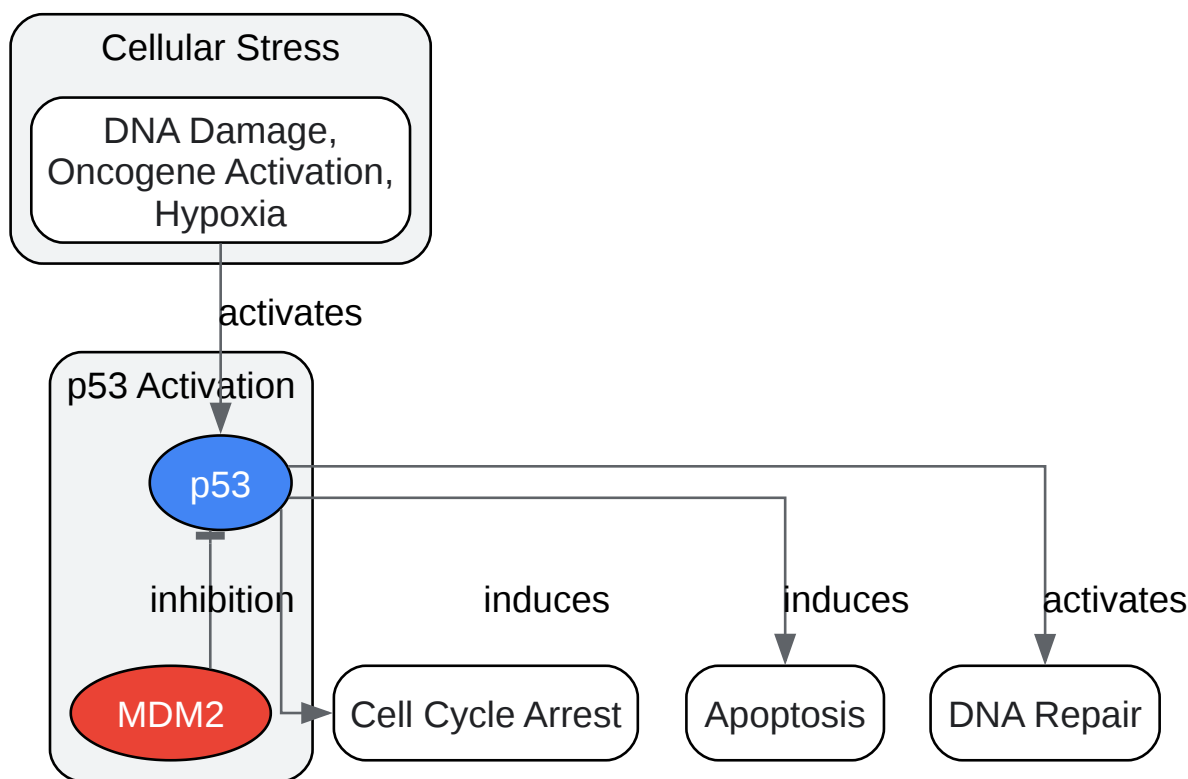 Cellular Stress
DNA Damage,
Oncogene Activation,
Hypoxia
activates
p53 Activation
p53
inhibition
induces
induces
activates
MDM2
Cell Cycle Arrest
Apoptosis
DNA Repair